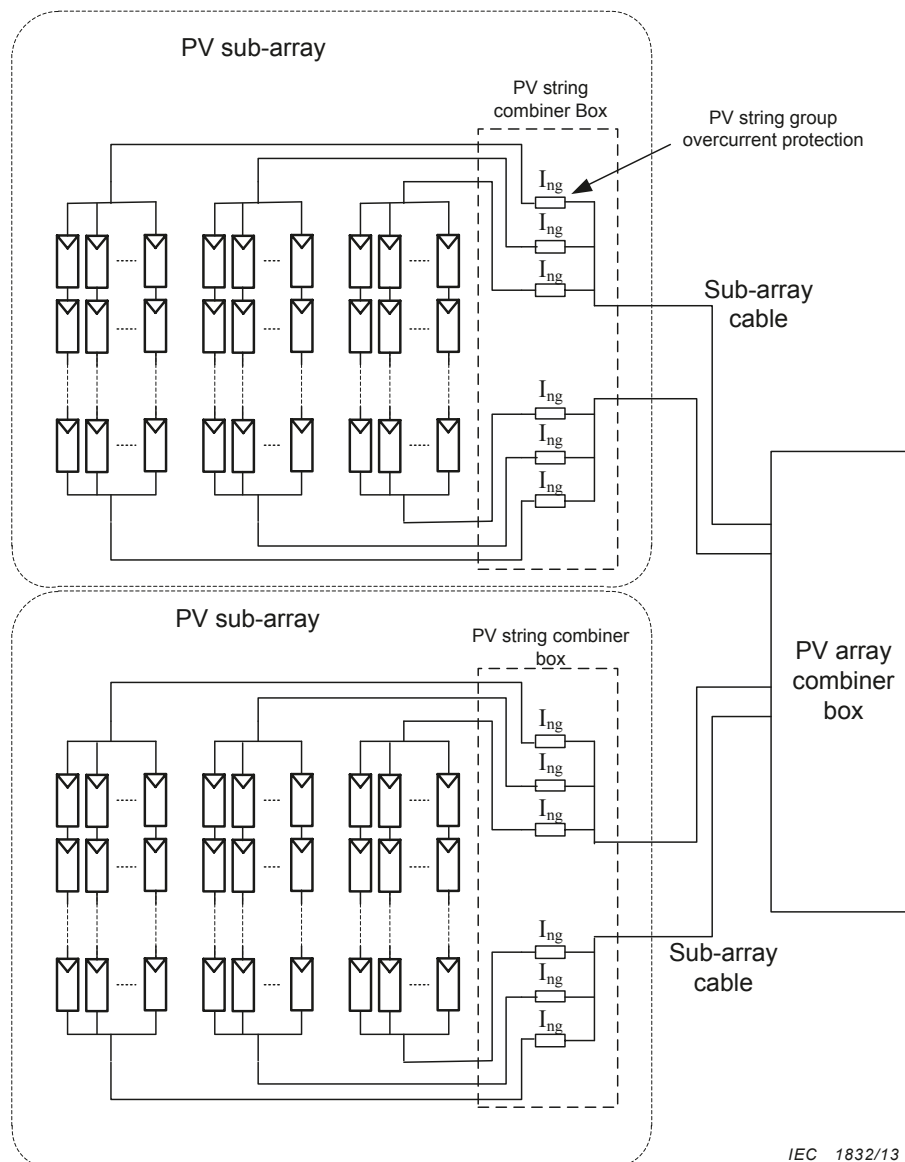 PV sub-array
PV string
combiner Box
PV string group
overcurrent protection
Ing
Ing
Ing
Sub-array
cable
Ing
Ing
Ing
PV array
combiner
box
PV sub-array
PV string combiner
box
Ing
Ing
Ing
Ing
Ing
Ing
Sub-array
cable
IEC 1832/13